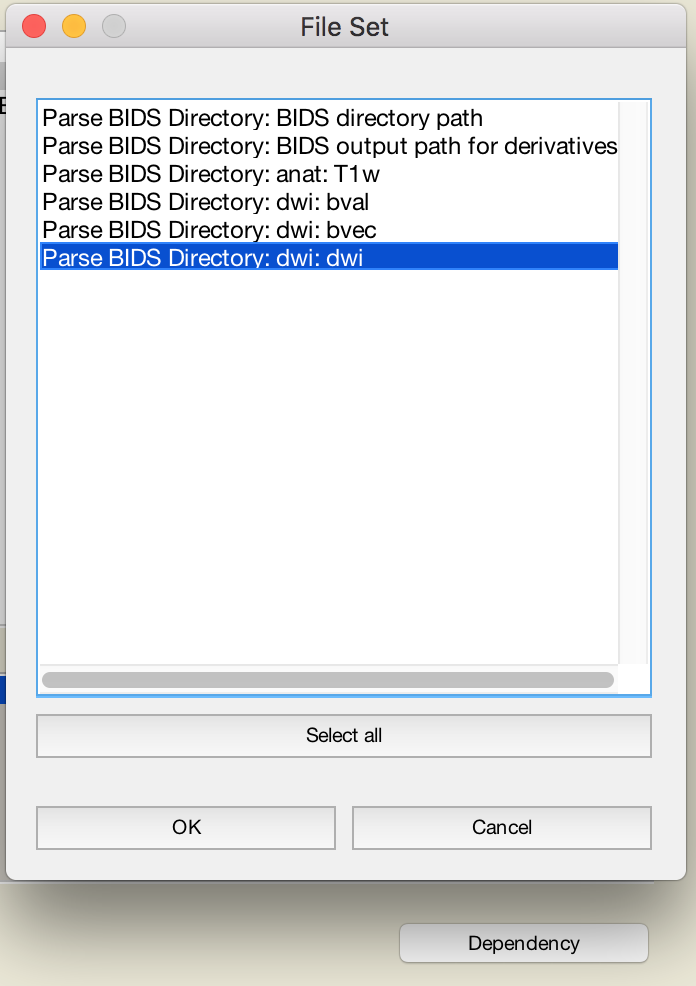 File Set
Parse BIDS Directory: BIDS directory path
Parse BIDS Directory: BIDS output path for derivatives
Parse BIDS Directory: anat: T1w
Parse BIDS Directory: dwi: bval
Parse BIDS Directory: dwi: bvec
Parse BIDS Directory: dwi: dwi
Select all
OK
Cancel
Dependency